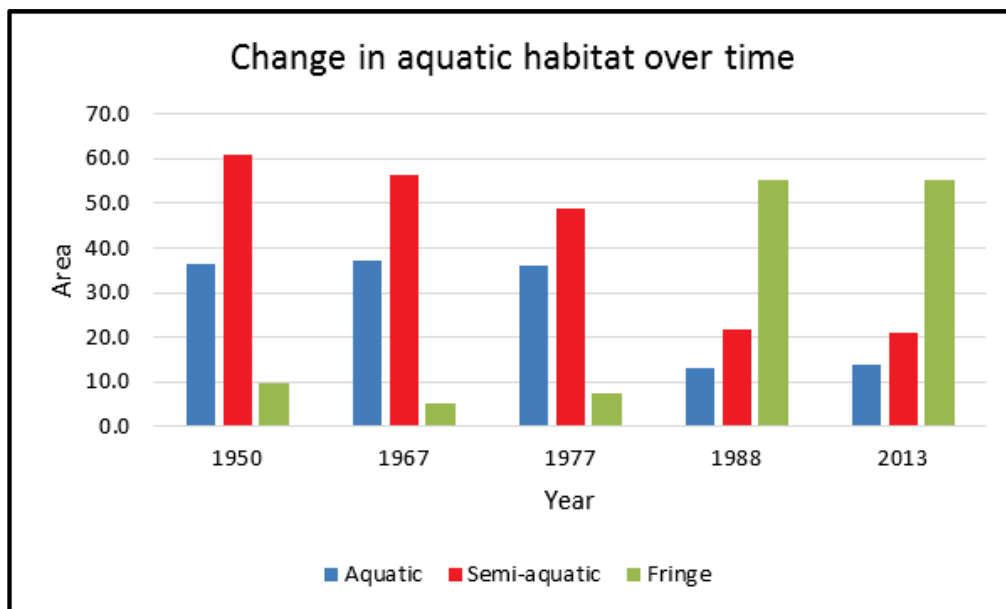 Change in aquatic habitat over time
70.0
60.0
50.0
40.0
30.0
20.0
10.0
0.0
Area
1950 1967 1977 1988 2013
Year
Aquatic Semi-aquatic Fringe